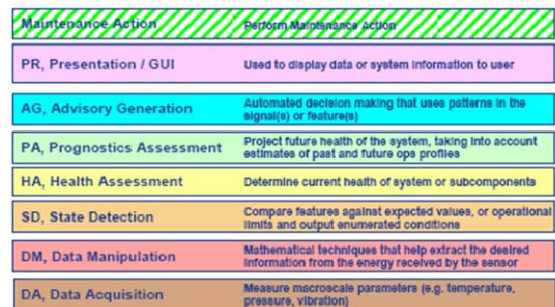 Maintenance Action
Perform Maintenance Action
PR, Presentation / GUI
Used to display data or system information to user
AG, Advisory Generation
Automated decision making that uses patterns in the
signal(s) or feature(s)
PA, Prognostics Assessment
Project future health of the system, taking into account
estimates of past and future ops profiles
HA, Health Assessment
Determine current health of system or subcomponents
SD, State Detection
Compare features against expected values, or operational
limits and output enumerated conditions
DM, Data Manipulation
Mathematical techniques that help extract the desired
information from the energy received by the sensor
DA, Data Acquisition
Measure macroscale parameters (e.g. temperature,
pressure, vibration)